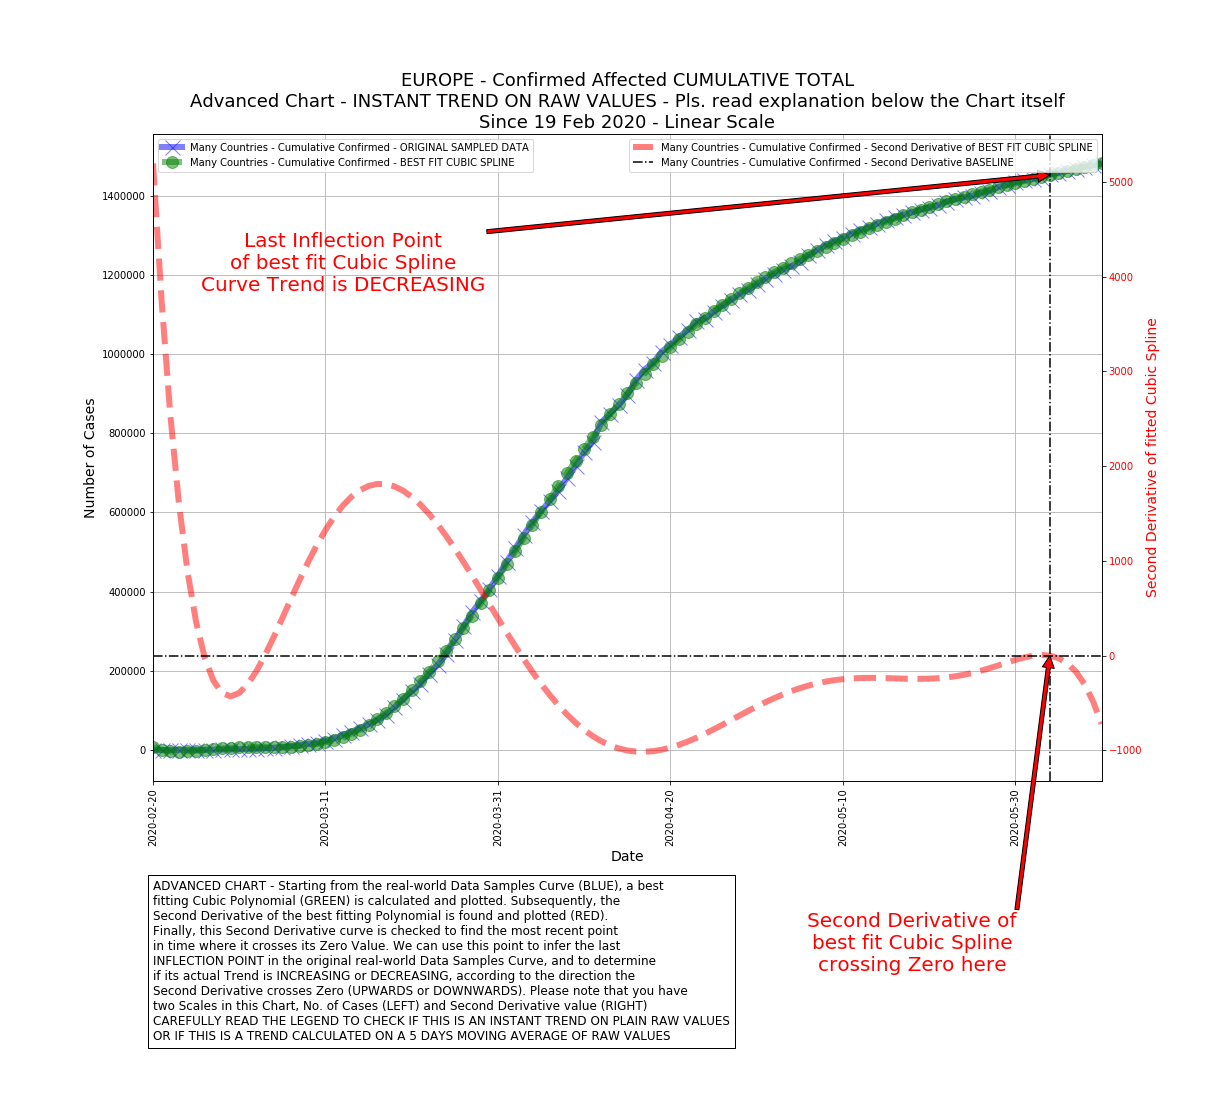 EUROPE - Confirmed Affected CUMULATIVE TOTAL
Advanced Chart - INSTANT TREND ON RAW VALUES - Pls. read explanation below the Chart itself
Since 19 Feb 2020 - Linear Scale
Many Countries - Cumulative Confirmed - ORIGINAL SAMPLED DATA
Many Countries - Cumulative Confirmed - BEST FIT CUBIC SPLINE
Many Countries - Cumulative Confirmed - Second Derivative of BEST FIT CUBIC SPLINE
Many Countries - Cumulative Confirmed - Second Derivative BASELINE
Last Inflection Point
of best fit Cubic Spline
Curve Trend is DECREASING
Number of Cases
1400000
1200000
1000000
800000
600000
400000
200000
0
5000
4000
3000
2000
1000
0
−1000
Second Derivative of fitted Cubic Spline
2020-02-20
2020-03-11
2020-03-31
2020-04-20
2020-05-10
2020-05-30
Date
Second Derivative of
best fit Cubic Spline
crossing Zero here
ADVANCED CHART - Starting from the real-world Data Samples Curve (BLUE), a best
fitting Cubic Polynomial (GREEN) is calculated and plotted. Subsequently, the
Second Derivative of the best fitting Polynomial is found and plotted (RED).
Finally, this Second Derivative curve is checked to find the most recent point
in time where it crosses its Zero Value. We can use this point to infer the last
INFLECTION POINT in the original real-world Data Samples Curve, and to determine
if its actual Trend is INCREASING or DECREASING, according to the direction the
Second Derivative crosses Zero (UPWARDS or DOWNWARDS). Please note that you have
two Scales in this Chart, No. of Cases (LEFT) and Second Derivative value (RIGHT)
CAREFULLY READ THE LEGEND TO CHECK IF THIS IS AN INSTANT TREND ON PLAIN RAW VALUES
OR IF THIS IS A TREND CALCULATED ON A 5 DAYS MOVING AVERAGE OF RAW VALUES